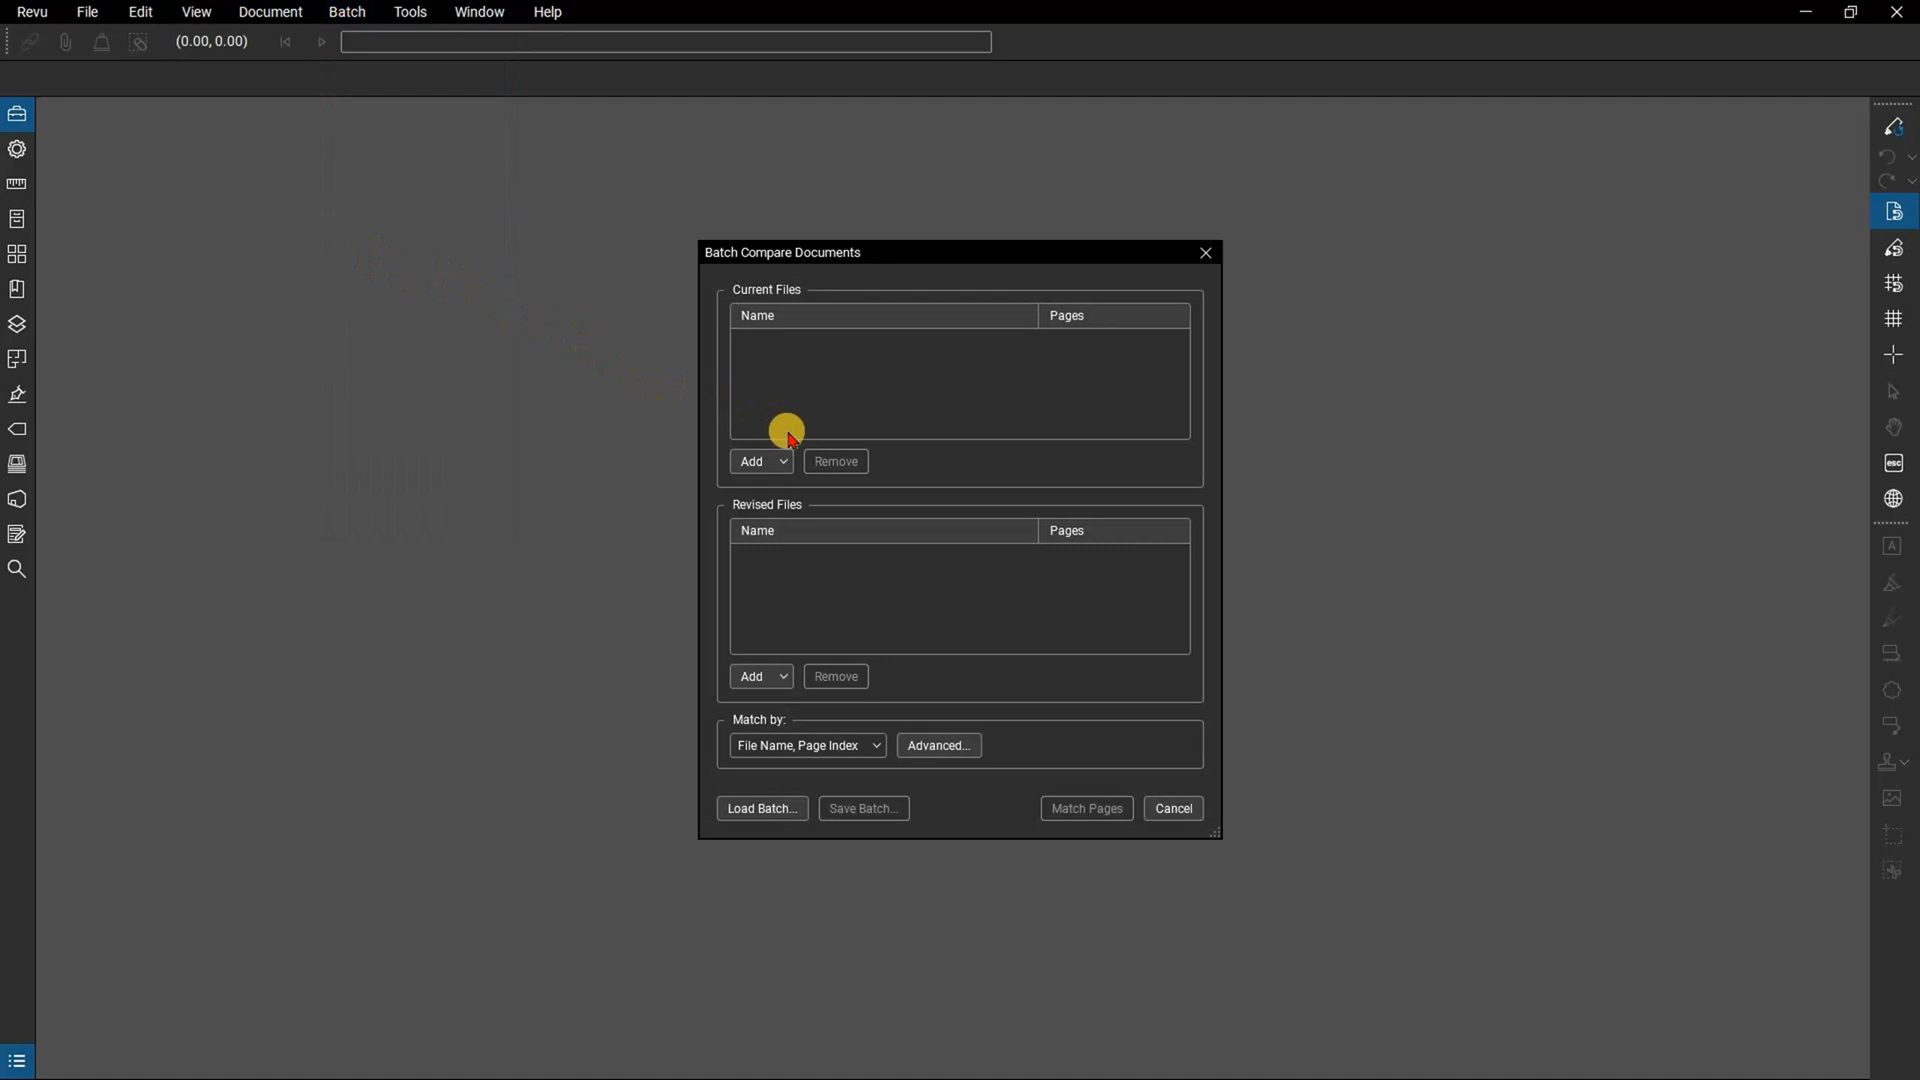 Revu File Edit View Document Batch Tools Window Help
(0.00, 0.00)
Batch Compare Documents
Current Files
Name Pages
Add Remove
Revised Files
Name Pages
Add Remove
Match by:
File Name, Page Index Advanced...
Load Batch... Save Batch... Match Pages Cancel
esc
A